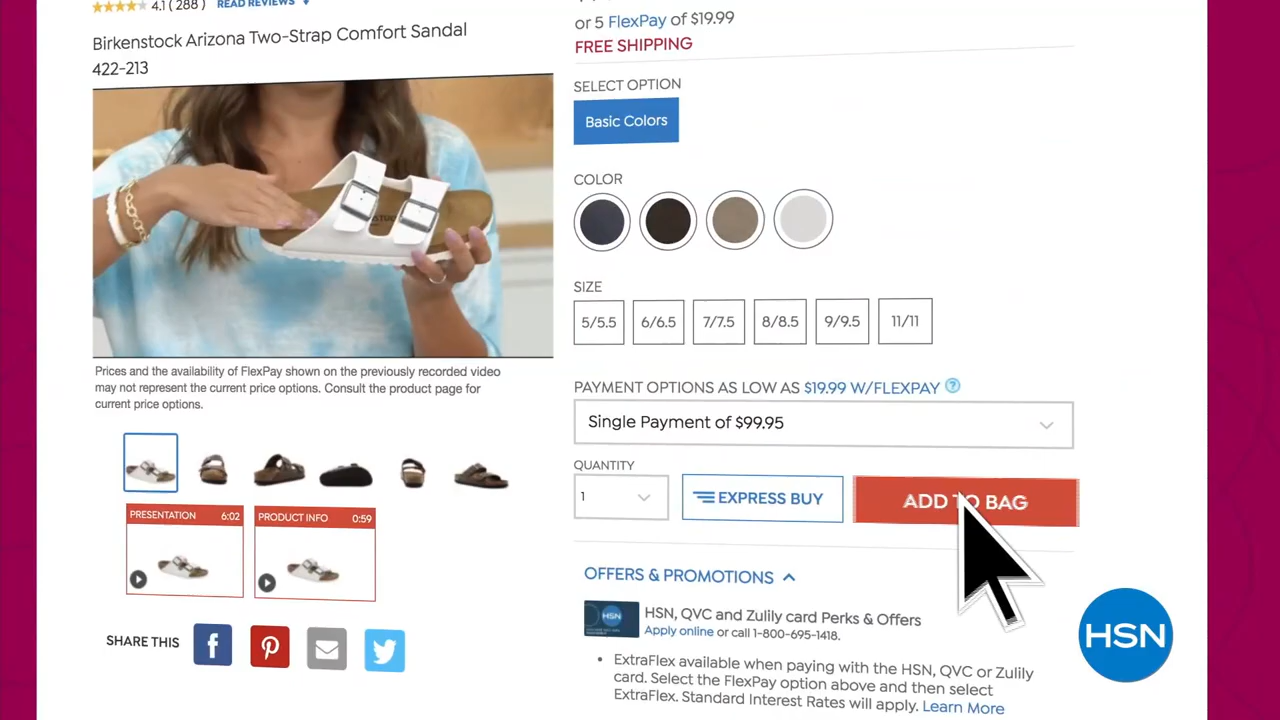 4.1 ( 288 ) READ REVIEWS
Birkenstock Arizona Two-Strap Comfort Sandal
422-213
Prices and the availability of FlexPay shown on the previously recorded video
may not represent the current price options. Consult the product page for
current price options.
PRESENTATION 6:02
PRODUCT INFO 0:59
SHARE THIS
or 5 FlexPay of $19.99
FREE SHIPPING
SELECT OPTION
Basic Colors
COLOR
SIZE
5/5.5 6/6.5 7/7.5 8/8.5 9/9.5 11/11
PAYMENT OPTIONS AS LOW AS $19.99 W/FLEXPAY ?
Single Payment of $99.95
QUANTITY
1
EXPRESS BUY
ADD TO BAG
OFFERS & PROMOTIONS
HSN
HSN, QVC and Zulily card Perks & Offers
Apply online or call 1-800-695-1418.
• ExtraFlex available when paying with the HSN, QVC or Zulily
card. Select the FlexPay option above and then select
ExtraFlex. Standard Interest Rates will apply. Learn More
HSN